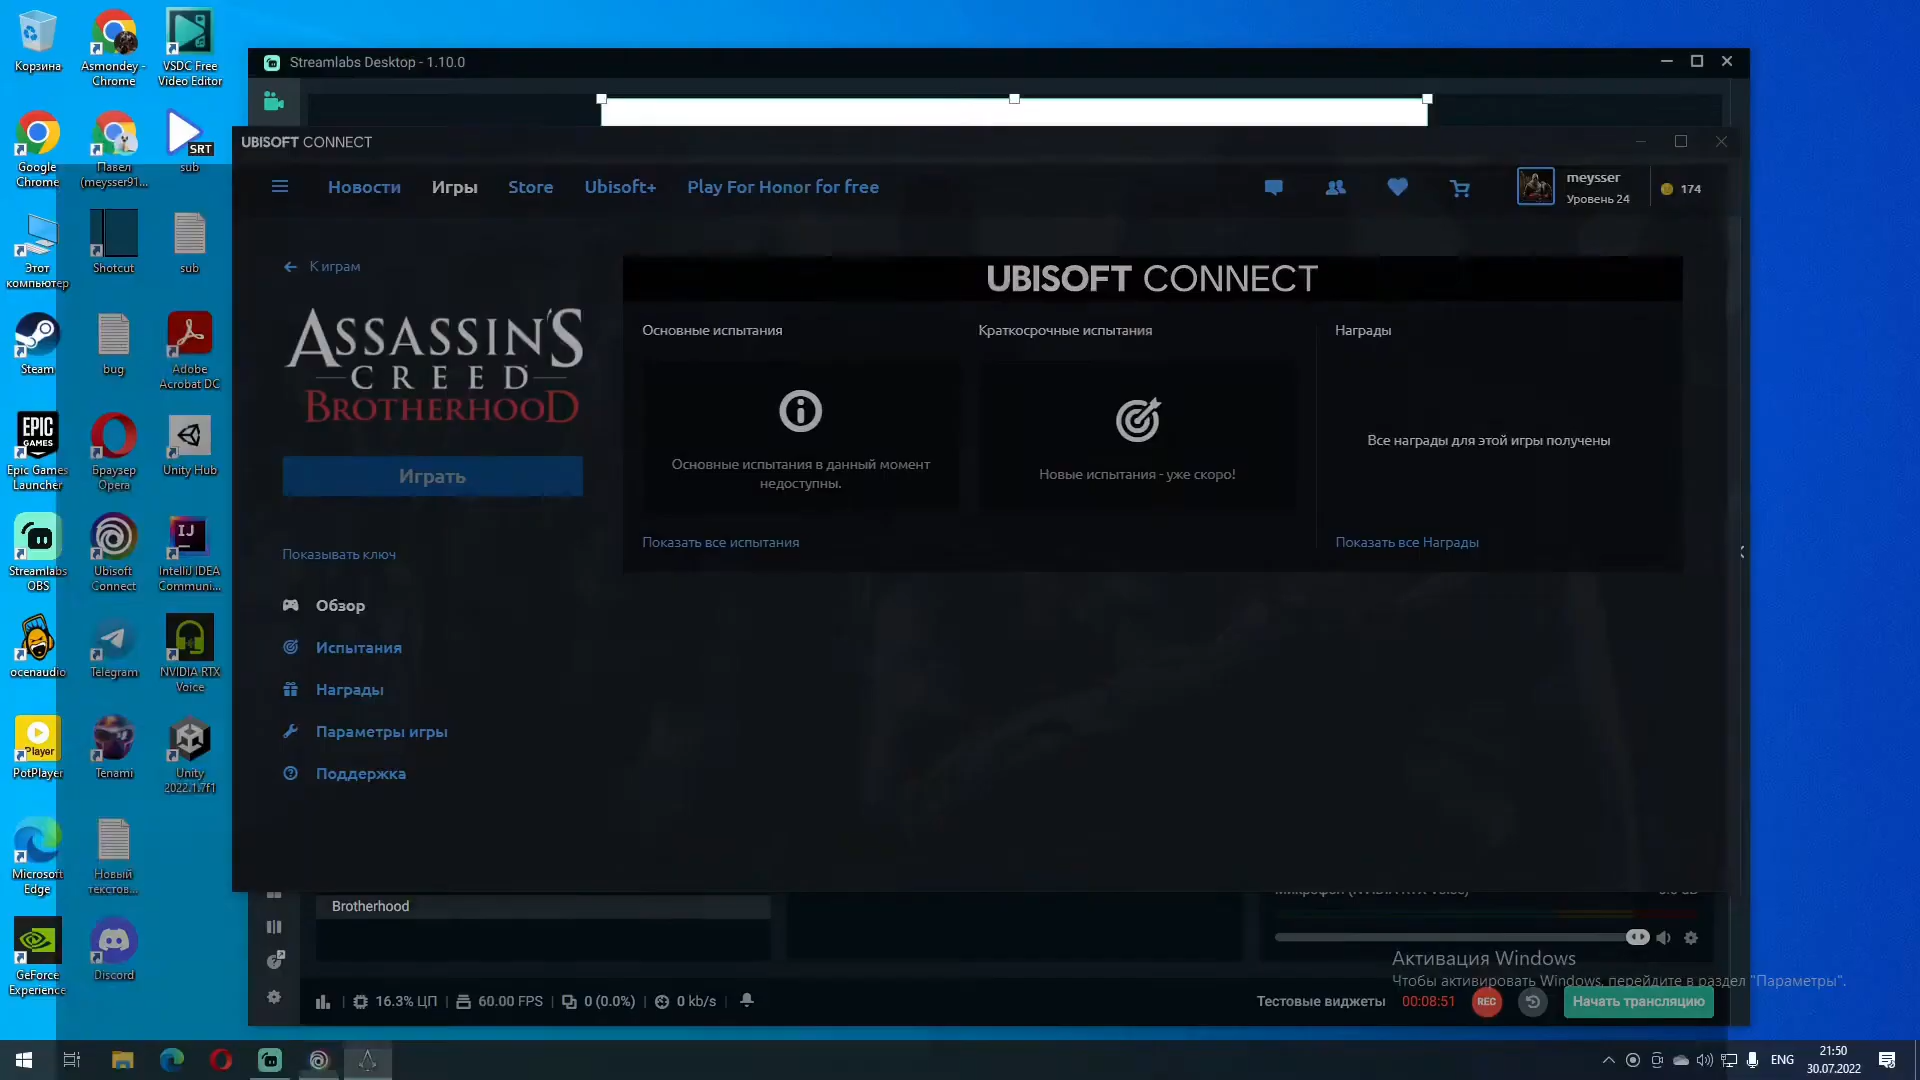 Корзина
Asmondey -
Chrome
VSDC Free
Video Editor
Google
Chrome
Павел
(meysser91...
SRT
sub
Этот
компьютер
Shotcut
sub
Steam
bug
Adobe
Acrobat DC
EPIC
GAMES
Epic Games
Launcher
Браузер
Opera
Unity Hub
Streamlabs
OBS
Ubisoft
Connect
IJ
IntelliJ IDEA
Communi...
ocenaudio
Telegram
NVIDIA RTX
Voice
Player
PotPlayer
Tenami
Unity
2022.1.7f1
Microsoft
Edge
Новый
текстов...
GeForce
Experience
Discord
Streamlabs Desktop - 1.10.0
UBISOFT CONNECT
Новости
Игры
Store
Ubisoft+
Play For Honor for free
meysser
Уровень 24
174
К играм
ASSASSIN'S
CREED
BROTHERHOOD
Играть
Показывать ключ
Обзор
Испытания
Награды
Параметры игры
Поддержка
UBISOFT CONNECT
Основные испытания
Краткосрочные испытания
Награды
Основные испытания в данный момент
недоступны.
Новые испытания - уже скоро!
Все награды для этой игры получены
Показать все испытания
Показать все Награды
Brotherhood
16.3% ЦП
60.00 FPS
0 (0.0%)
0 kb/s
Активация Windows
Чтобы активировать Windows, перейдите в раздел "Параметры".
Тестовые виджеты
00:08:51
REC
Начать трансляцию
ENG
21:50
30.07.2022